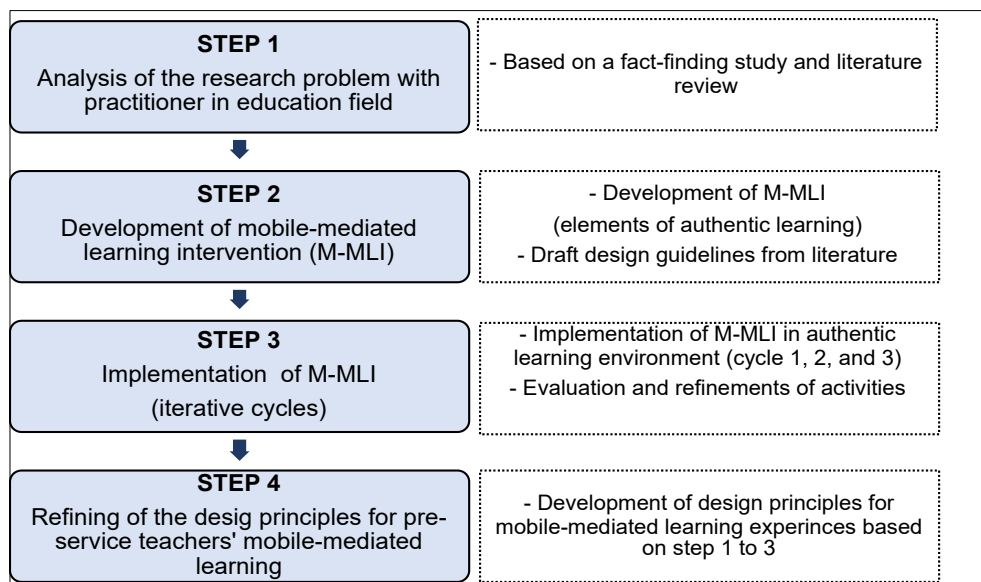 STEP 1
Analysis of the research problem with
practitioner in education field
- Based on a fact-finding study and literature
review
STEP 2
Development of mobile-mediated
learning intervention (M-MLI)
- Development of M-MLI
(elements of authentic learning)
- Draft design guidelines from literature
STEP 3
Implementation of M-MLI
(iterative cycles)
- Implementation of M-MLI in authentic
learning environment (cycle 1, 2, and 3)
- Evaluation and refinements of activities
STEP 4
Refining of the desig principles for pre-
service teachers' mobile-mediated
learning
- Development of design principles for
mobile-mediated learning experinces based
on step 1 to 3